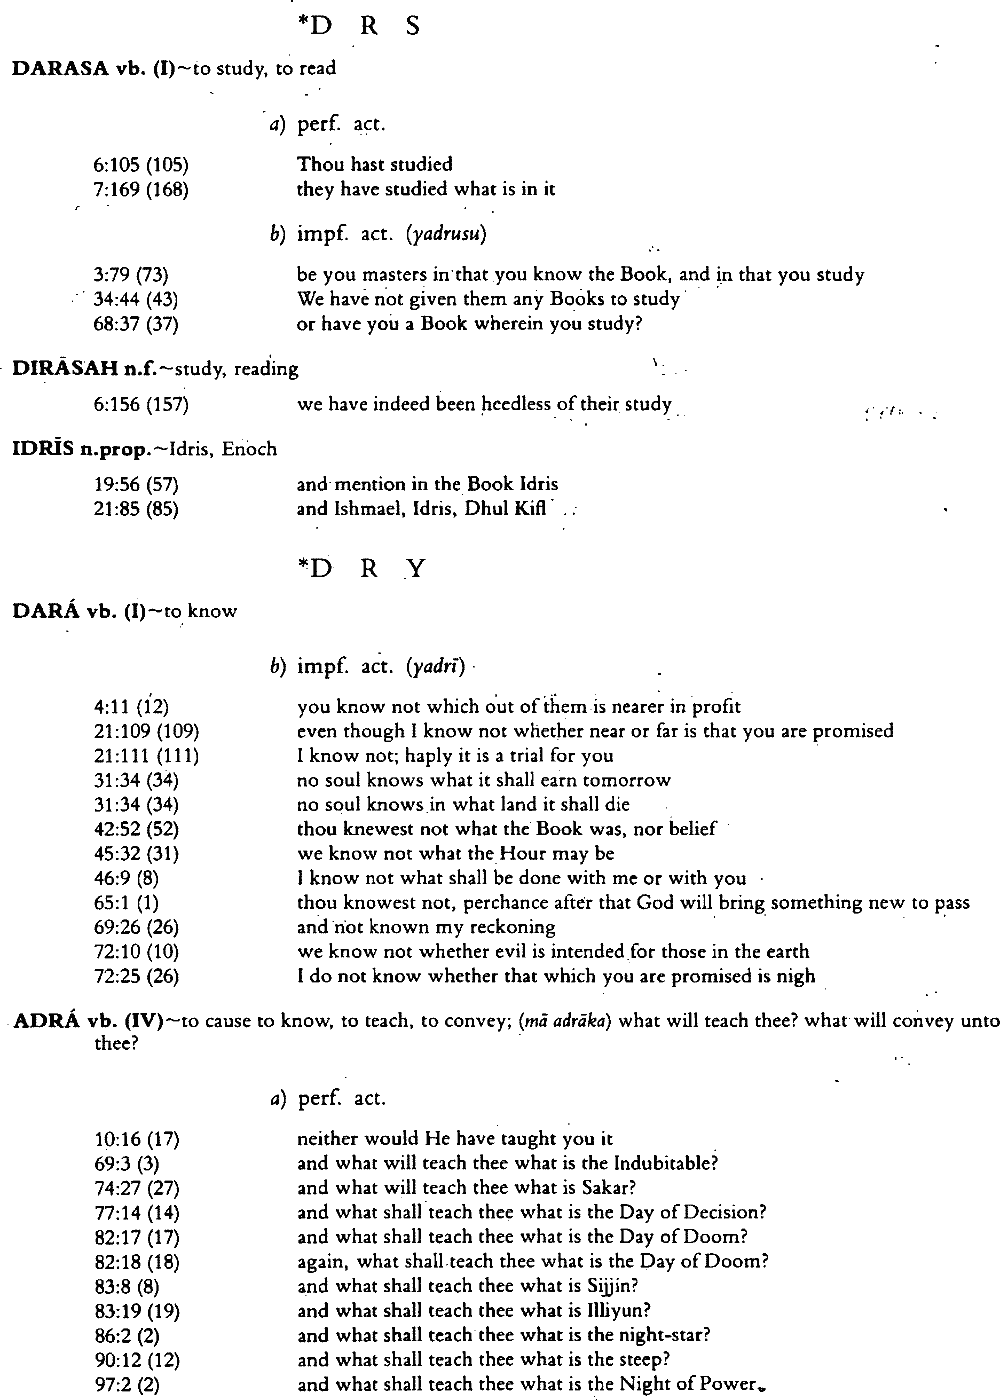 *D R S
DARASA vb. (I)~to study, to read
a) perf. act.
6:105 (105) Thou hast studied
7:169 (168) they have studied what is in it
b) impf. act. (yadrusu)
3:79 (73) be you masters in that you know the Book, and in that you study
34:44 (43) We have not given them any Books to study
68:37 (37) or have you a Book wherein you study?
DIRĀSAH n.f.~study, reading
6:156 (157) we have indeed been heedless of their study
IDRĪS n.prop.~Idris, Enoch
19:56 (57) and mention in the Book Idris
21:85 (85) and Ishmael, Idris, Dhul Kifl
*D R Y
DARÁ vb. (I)~to know
b) impf. act. (yadrī)
4:11 (12) you know not which out of them is nearer in profit
21:109 (109) even though I know not whether near or far is that you are promised
21:111 (111) I know not; haply it is a trial for you
31:34 (34) no soul knows what it shall earn tomorrow
31:34 (34) no soul knows in what land it shall die
42:52 (52) thou knewest not what the Book was, nor belief
45:32 (31) we know not what the Hour may be
46:9 (8) I know not what shall be done with me or with you
65:1 (1) thou knowest not, perchance after that God will bring something new to pass
69:26 (26) and not known my reckoning
72:10 (10) we know not whether evil is intended for those in the earth
72:25 (26) I do not know whether that which you are promised is nigh
ADRÁ vb. (IV)~to cause to know, to teach, to convey; (mā adrāka) what will teach thee? what will convey unto
thee?
a) perf. act.
10:16 (17) neither would He have taught you it
69:3 (3) and what will teach thee what is the Indubitable?
74:27 (27) and what will teach thee what is Sakar?
77:14 (14) and what shall teach thee what is the Day of Decision?
82:17 (17) and what shall teach thee what is the Day of Doom?
82:18 (18) again, what shall teach thee what is the Day of Doom?
83:8 (8) and what shall teach thee what is Sijjin?
83:19 (19) and what shall teach thee what is Illiyun?
86:2 (2) and what shall teach thee what is the night-star?
90:12 (12) and what shall teach thee what is the steep?
97:2 (2) and what shall teach thee what is the Night of Power.